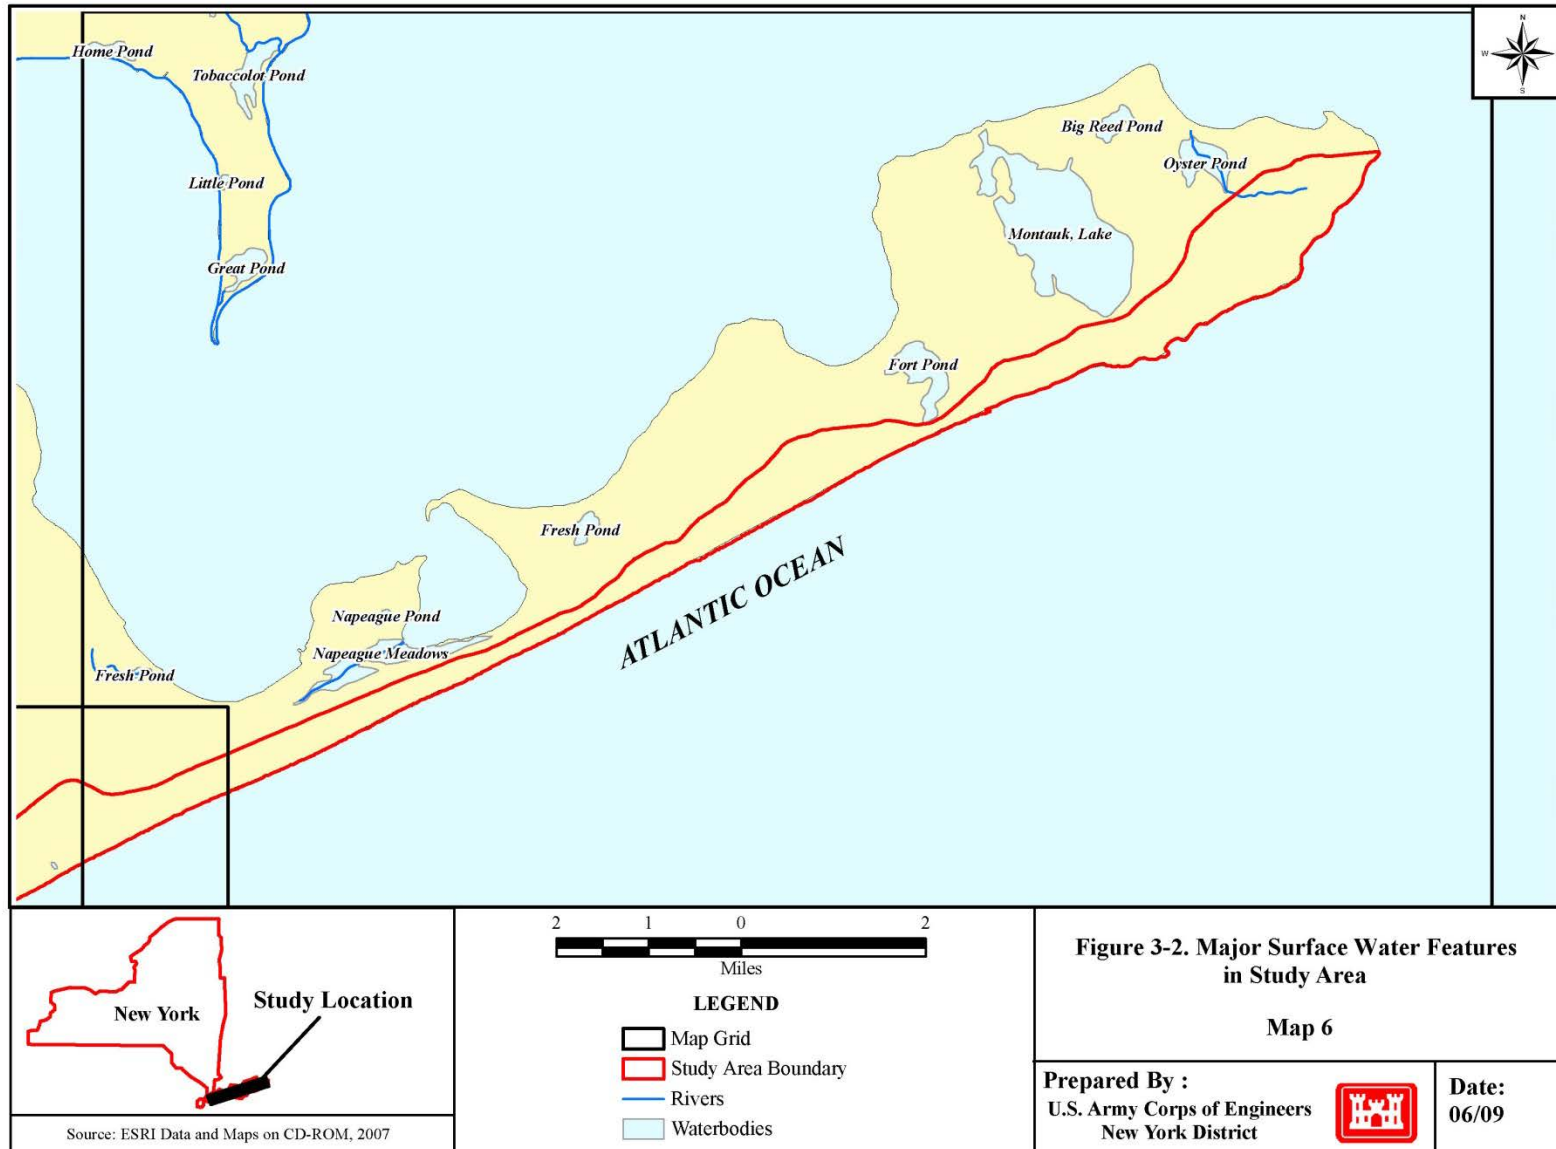 N
W
S
Home Pond
Tobaccolot Pond
Big Reed Pond
Oyster Pond
Little Pond
Montauk, Lake
Great Pond
Fort Pond
Fresh Pond
ATLANTIC OCEAN
Napeague Pond
Napeague Meadows
Fresh Pond
New York
Study Location
Source: ESRI Data and Maps on CD-ROM, 2007
2 1 0 2
Miles
LEGEND
Map Grid
Study Area Boundary
Rivers
Waterbodies
Figure 3-2. Major Surface Water Features
in Study Area
Map 6
Prepared By :
U.S. Army Corps of Engineers
New York District
Date:
06/09